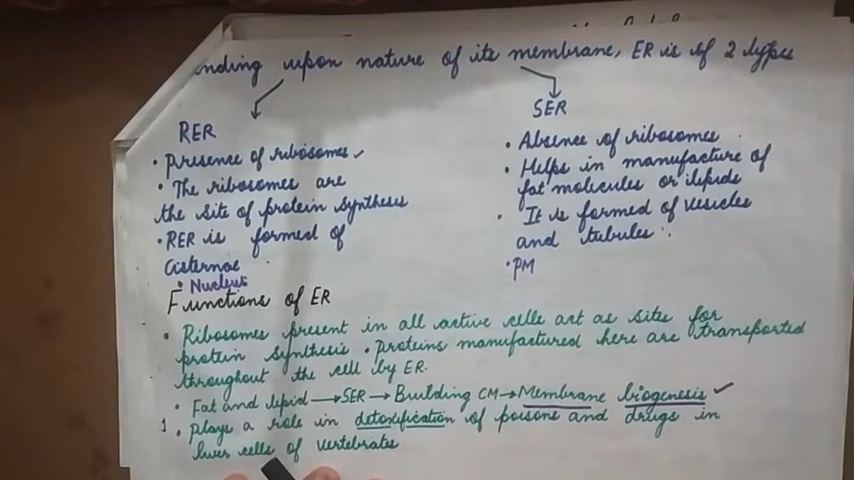 nding upon nature of its membrane, ER is of 2 types
RER
• Presence of ribosomes ✓
• The ribosomes are
the site of protein synthesis
• RER is formed of
cisternae
• Nucleus
SER
• Absence of ribosomes
• Helps in manufacture of
fat molecules or lipids
• It is formed of vesicles
and tubules
• PM
Functions of ER
• Ribosomes present in all active cells act as sites for
protein synthesis • Proteins manufactured here are transported
throughout the cell by ER.
• Fat and lipid → SER → Building CM → Membrane biogenesis ✓
1 • Plays a role in detoxification of poisons and drugs in
liver cells of vertebrates